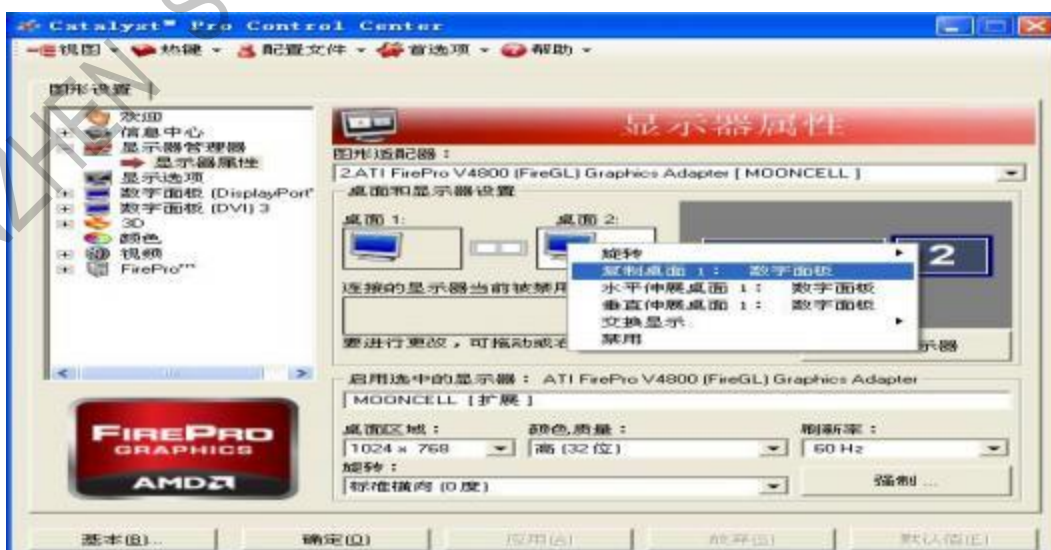 Catalyst™ Pro Control Center
视图 热键 配置文件 首选项 帮助
图形设置
欢迎
信息中心
显示器管理器
显示器属性
显示选项
数字面板 (DisplayPort
数字面板 (DVI) 3
3D
颜色
视频
FirePro™
显示器属性
图形适配器：
2.ATI FirePro V4800 (FireGL) Graphics Adapter [ MOONCELL ]
桌面和显示器设置
桌面 1: 桌面 2:
2
旋转
复制桌面 1： 数字面板
水平伸展桌面 1： 数字面板
垂直伸展桌面 1： 数字面板
交换显示
禁用
连接的显示器当前被禁用
要进行更改，可拖动或右
示器
启用选中的显示器： ATI FirePro V4800 (FireGL) Graphics Adapter
MOONCELL [ 扩展 ]
桌面区域： 颜色质量： 刷新率：
1024 x 768 高 (32 位) 60 Hz
旋转：
标准横向 (0 度)
强制 ...
FIREPRO
GRAPHICS
AMD
基本(B)... 确定(O) 应用(A) 放弃(S) 默认值(E)
ZHEN S